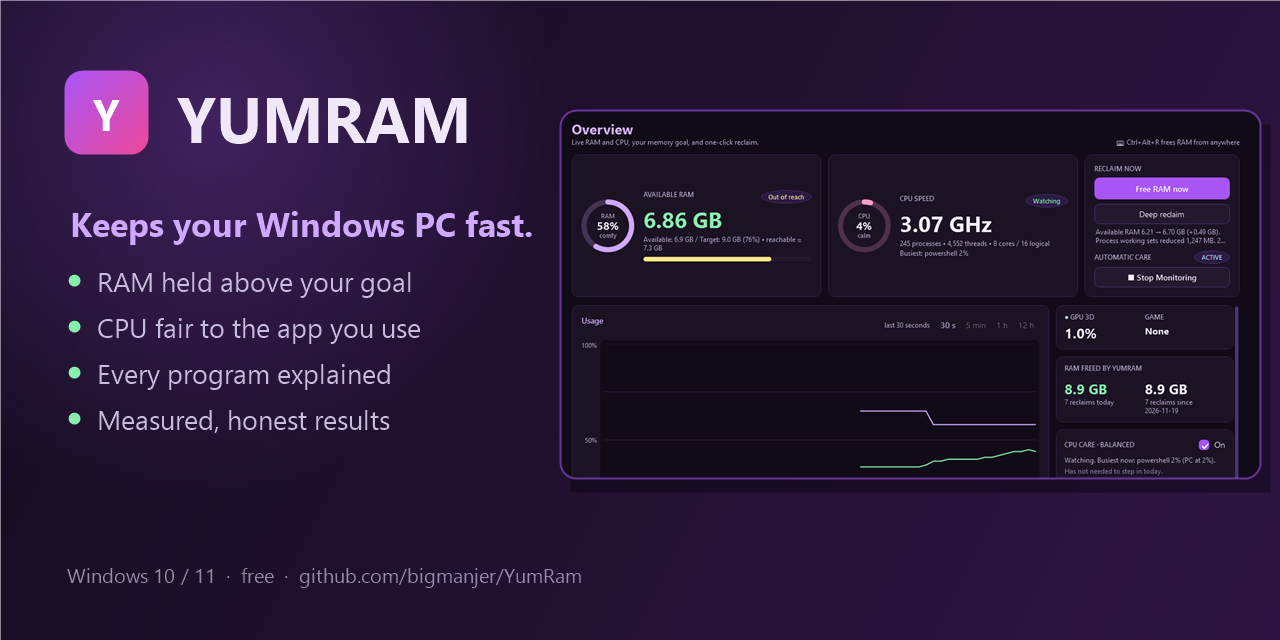 Y
YUMRAM
Keeps your Windows PC fast.
RAM held above your goal
CPU fair to the app you use
Every program explained
Measured, honest results
Windows 10 / 11 · free · github.com/bigmanjer/YumRam
Overview
Live RAM and CPU, your memory goal, and one-click reclaim.
Ctrl+Alt+R frees RAM from anywhere
RAM
58%
comfy
AVAILABLE RAM
Out of reach
6.86 GB
Available: 6.9 GB / Target: 9.0 GB (76%) • reachable ≈
7.3 GB
CPU
4%
calm
CPU SPEED
Watching
3.07 GHz
245 processes • 4,552 threads • 8 cores / 16 logical
Busiest: powershell 2%
RECLAIM NOW
Free RAM now
Deep reclaim
Available RAM 6.21 → 6.70 GB (+0.49 GB).
Process working sets reduced 1,247 MB. 2...
AUTOMATIC CARE
ACTIVE
Stop Monitoring
Usage
last 30 seconds
30 s
5 min
1 h
12 h
100%
50%
GPU 3D
1.0%
GAME
None
RAM FREED BY YUMRAM
8.9 GB
7 reclaims today
8.9 GB
7 reclaims since
2026-11-19
CPU CARE · BALANCED
On
Watching. Busiest now: powershell 2% (PC at 2%).
Has not needed to step in today.